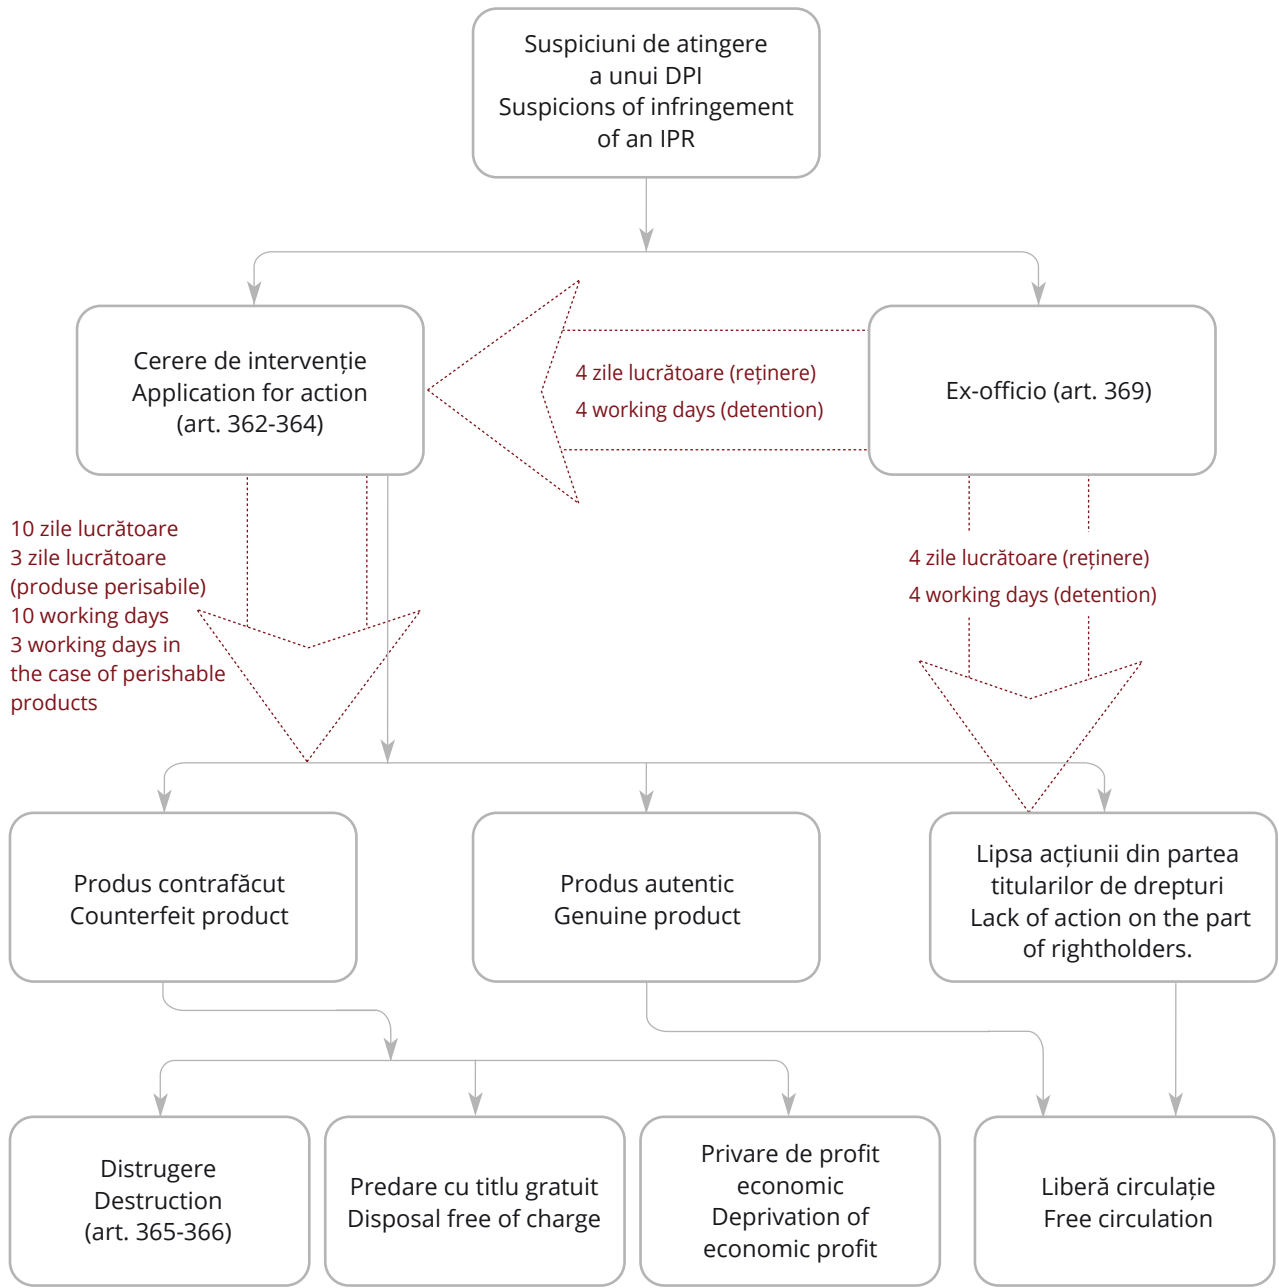 Suspiciuni de atingere
a unui DPI
Suspicions of infringement
of an IPR
Cerere de intervenție
Application for action
(art. 362-364)
4 zile lucrătoare (reținere)
4 working days (detention)
Ex-officio (art. 369)
10 zile lucrătoare
3 zile lucrătoare
(produse perisabile)
10 working days
3 working days in
the case of perishable
products
4 zile lucrătoare (reținere)
4 working days (detention)
Produs contrafăcut
Counterfeit product
Produs autentic
Genuine product
Lipsa acțiunii din partea
titularilor de drepturi
Lack of action on the part
of rightholders.
Distrugere
Destruction
(art. 365-366)
Predare cu titlu gratuit
Disposal free of charge
Privare de profit
economic
Deprivation of
economic profit
Liberă circulație
Free circulation